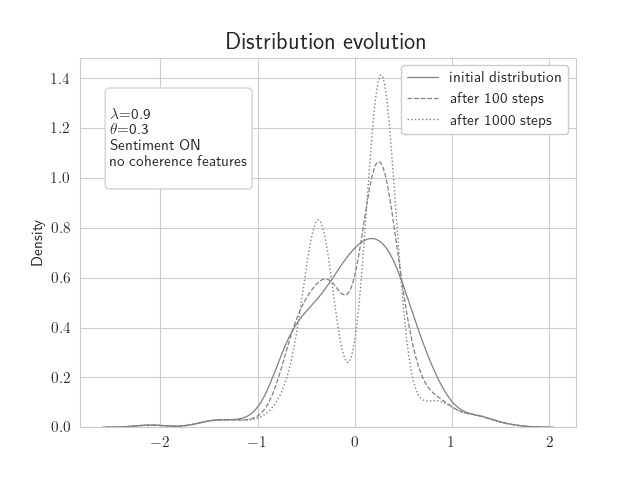 Distribution evolution
1.4
1.2
1.0
0.8
0.6
0.4
0.2
0.0
Density
λ=0.9
θ=0.3
Sentiment ON
no coherence features
initial distribution
after 100 steps
after 1000 steps
−2
−1
0
1
2